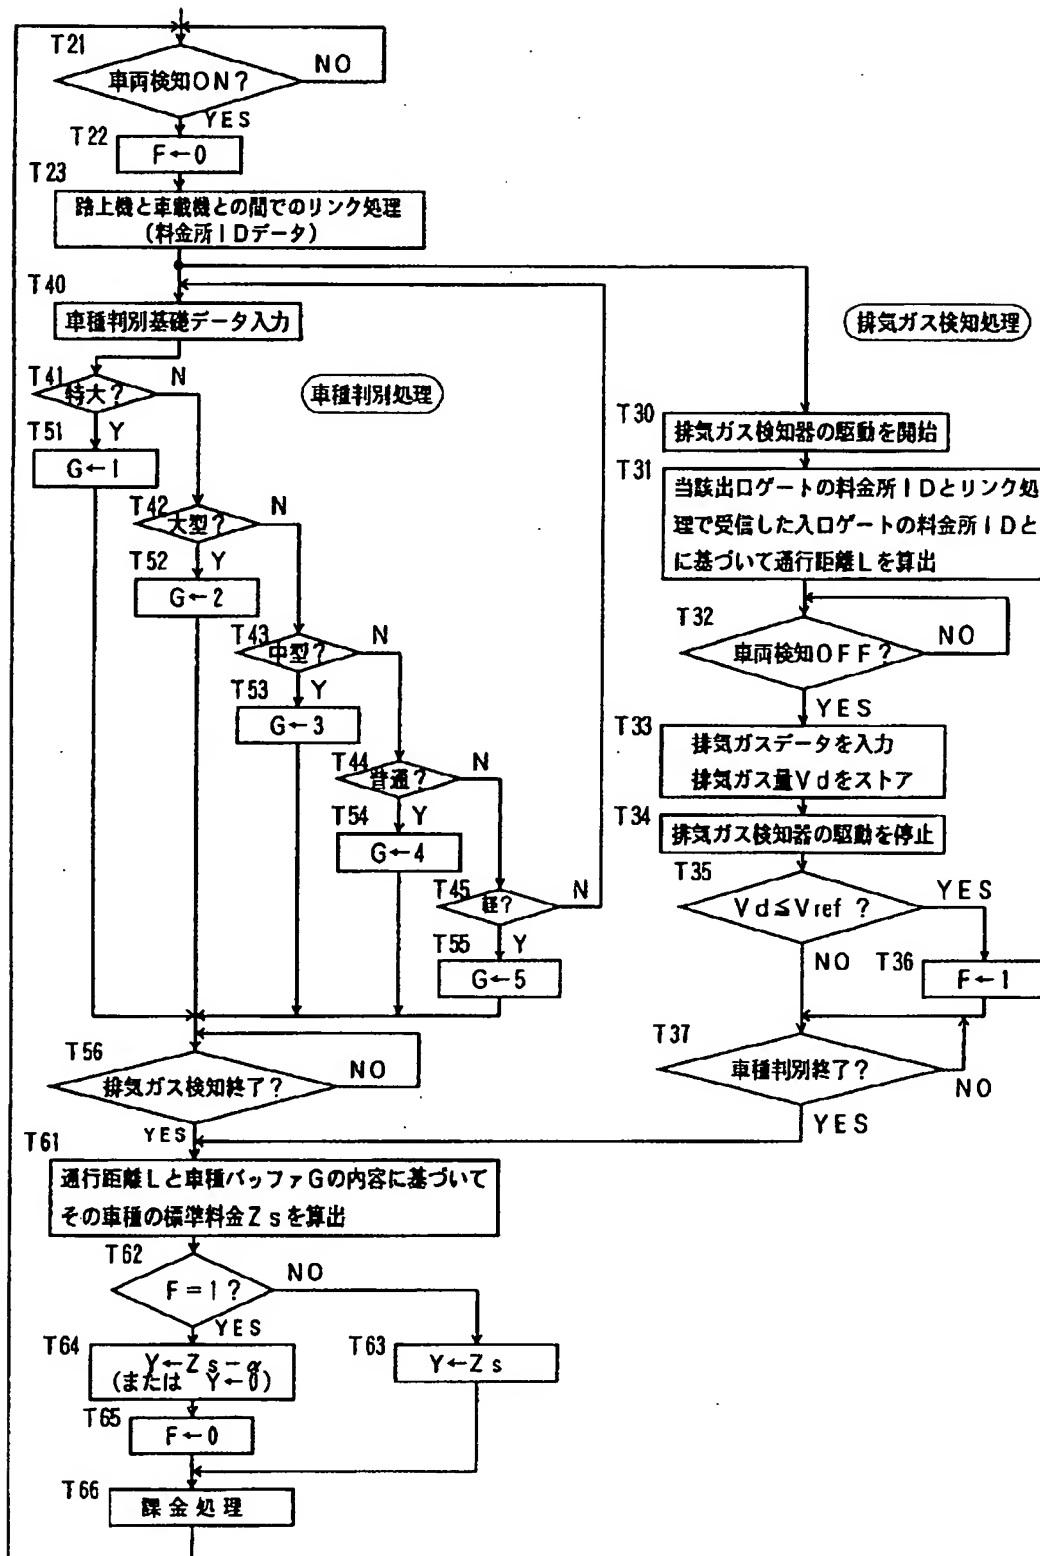 T21
車両検知ON?
NO
YES
T22
F←0
T23
路上機と車載機との間でのリンク処理
(料金所IDデータ)
T40
車種判別基礎データ入力
車種判別処理
T41
特大?
N
Y
T51
G←1
T42
大型?
N
Y
T52
G←2
T43
中型?
N
Y
T53
G←3
T44
普通?
N
Y
T54
G←4
T45
軽?
N
Y
T55
G←5
T56
排気ガス検知終了?
NO
YES
排気ガス検知処理
T30
排気ガス検知器の駆動を開始
T31
当該出口ゲートの料金所IDとリンク処
理で受信した入口ゲートの料金所IDと
に基づいて通行距離Lを算出
T32
車両検知OFF?
NO
YES
T33
排気ガスデータを入力
排気ガス量Vdをストア
T34
排気ガス検知器の駆動を停止
T35
Vd≦Vref?
YES
NO
T36
F←1
T37
車種判別終了?
NO
YES
T61
通行距離Lと車種バッファGの内容に基づいて
その車種の標準料金Zsを算出
T62
F=1?
NO
YES
T64
Y←Zs-α
(または Y←0)
T63
Y←Zs
T65
F←0
T66
課金処理